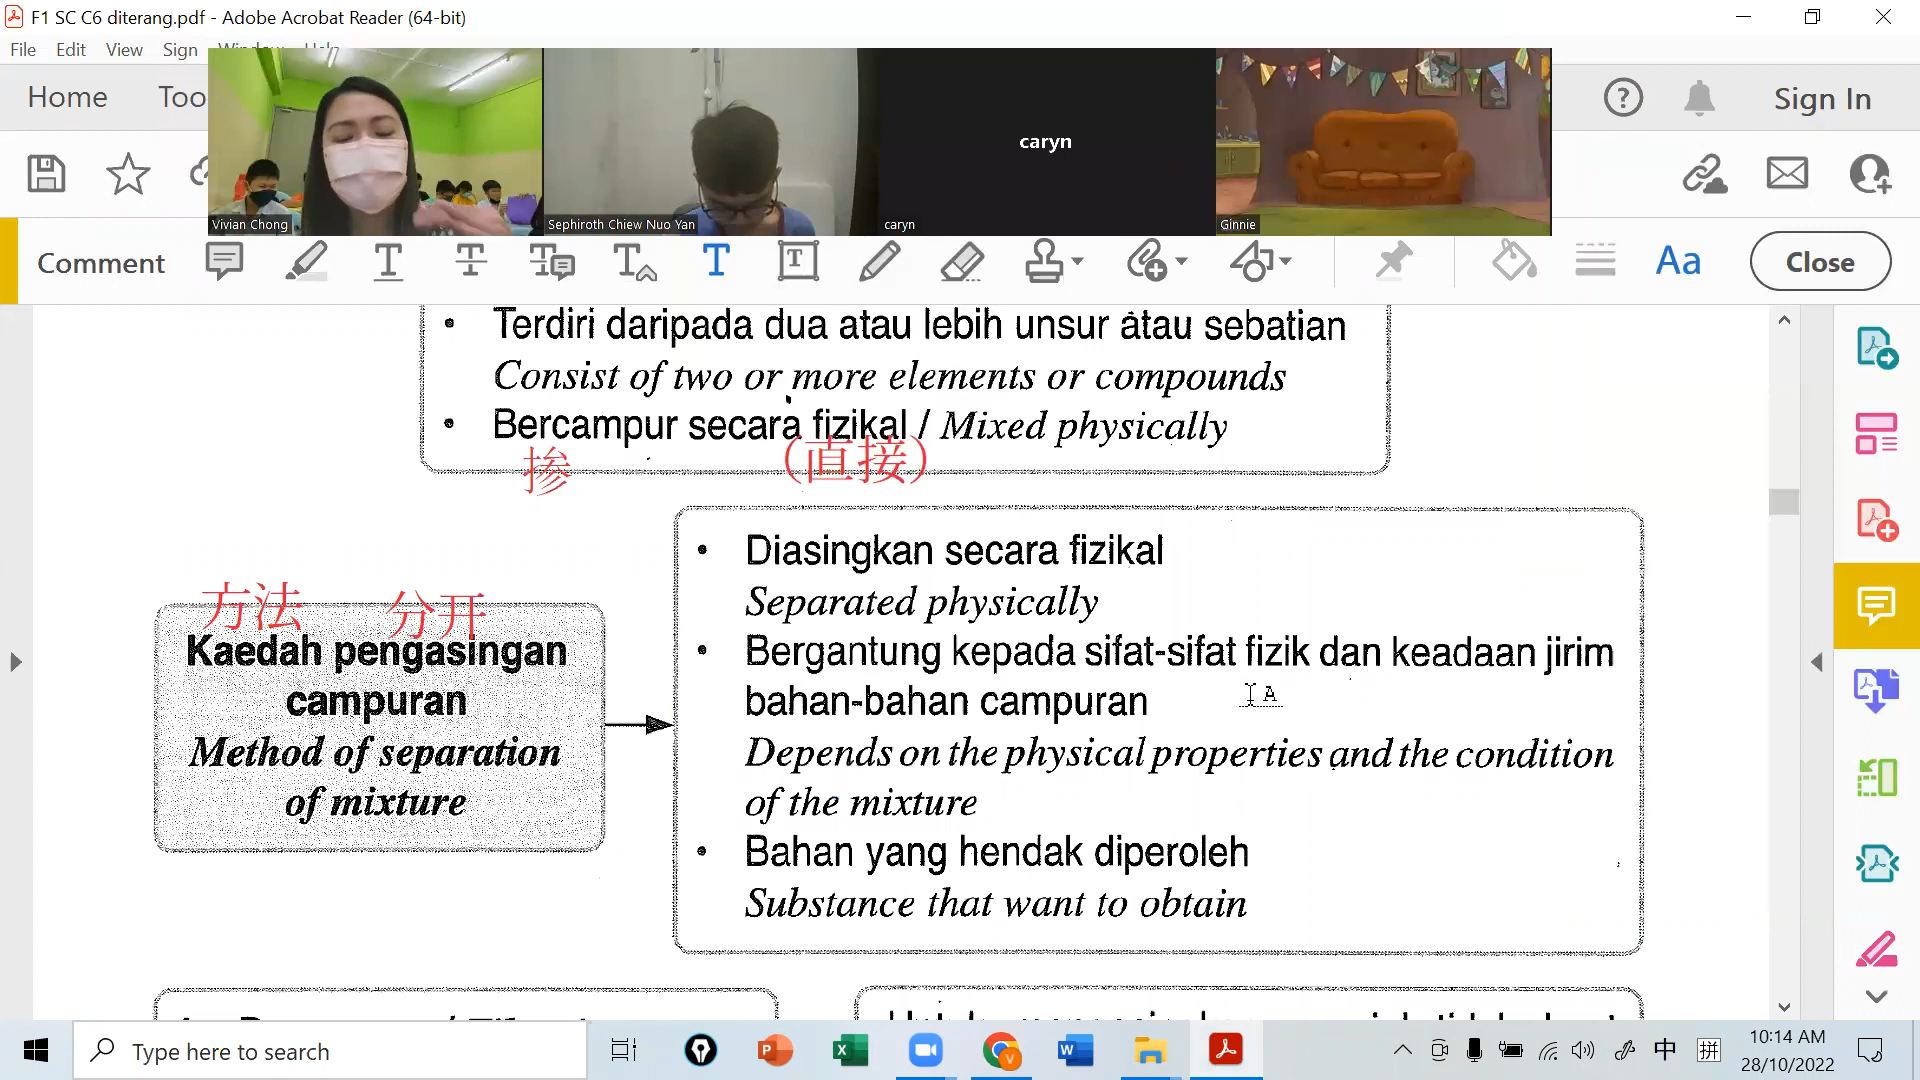 F1 SC C6 diterang.pdf - Adobe Acrobat Reader (64-bit)
File Edit View Sign
Home
Sign In
caryn
Vivian Chong
Sephiroth Chiew Nuo Yan
caryn
Ginnie
Comment
Aa
Close
• Terdiri daripada dua atau lebih unsur atau sebatian
Consist of two or more elements or compounds
• Bercampur secara fizikal / Mixed physically
掺 (直接)
• Diasingkan secara fizikal
Separated physically
• Bergantung kepada sifat-sifat fizik dan keadaan jirim
bahan-bahan campuran
Depends on the physical properties and the condition
of the mixture
• Bahan yang hendak diperoleh
Substance that want to obtain
方法 分开
Kaedah pengasingan
campuran
Method of separation
of mixture
Type here to search
中
拼
10:14 AM
28/10/2022